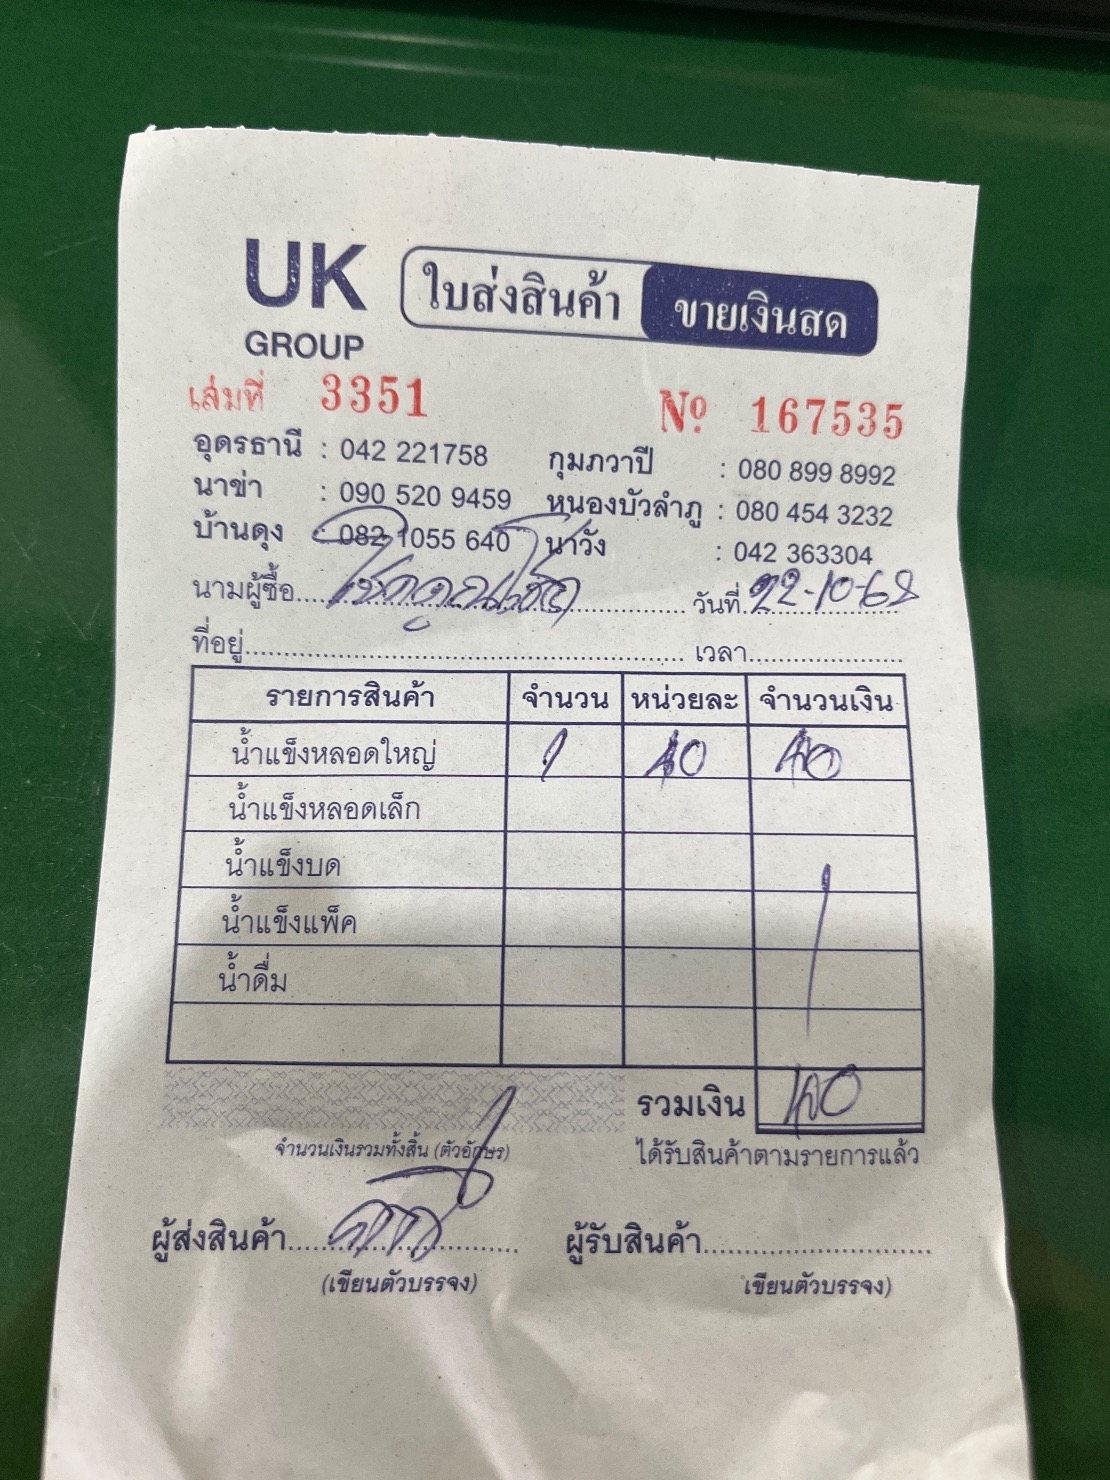 UK GROUP
ใบส่งสินค้า ขายเงินสด
เล่มที่ 3351 Nº 167535
อุดรธานี : 042 221758 กุมภวาปี : 080 899 8992
นาข่า : 090 520 9459 หนองบัวลำภู : 080 454 3232
บ้านดุง : 082 1055 640 นาวัง : 042 363304
นามผู้ซื้อ วันที่ 22-10-68
ที่อยู่ เวลา
รายการสินค้า จำนวน หน่วยละ จำนวนเงิน
น้ำแข็งหลอดใหญ่ 1 40 40
น้ำแข็งหลอดเล็ก
น้ำแข็งบด
น้ำแข็งแพ็ค
น้ำดื่ม
รวมเงิน 40
จำนวนเงินรวมทั้งสิ้น (ตัวอักษร) ได้รับสินค้าตามรายการแล้ว
ผู้ส่งสินค้า ผู้รับสินค้า
(เขียนตัวบรรจง) เขียนตัวบรรจง)